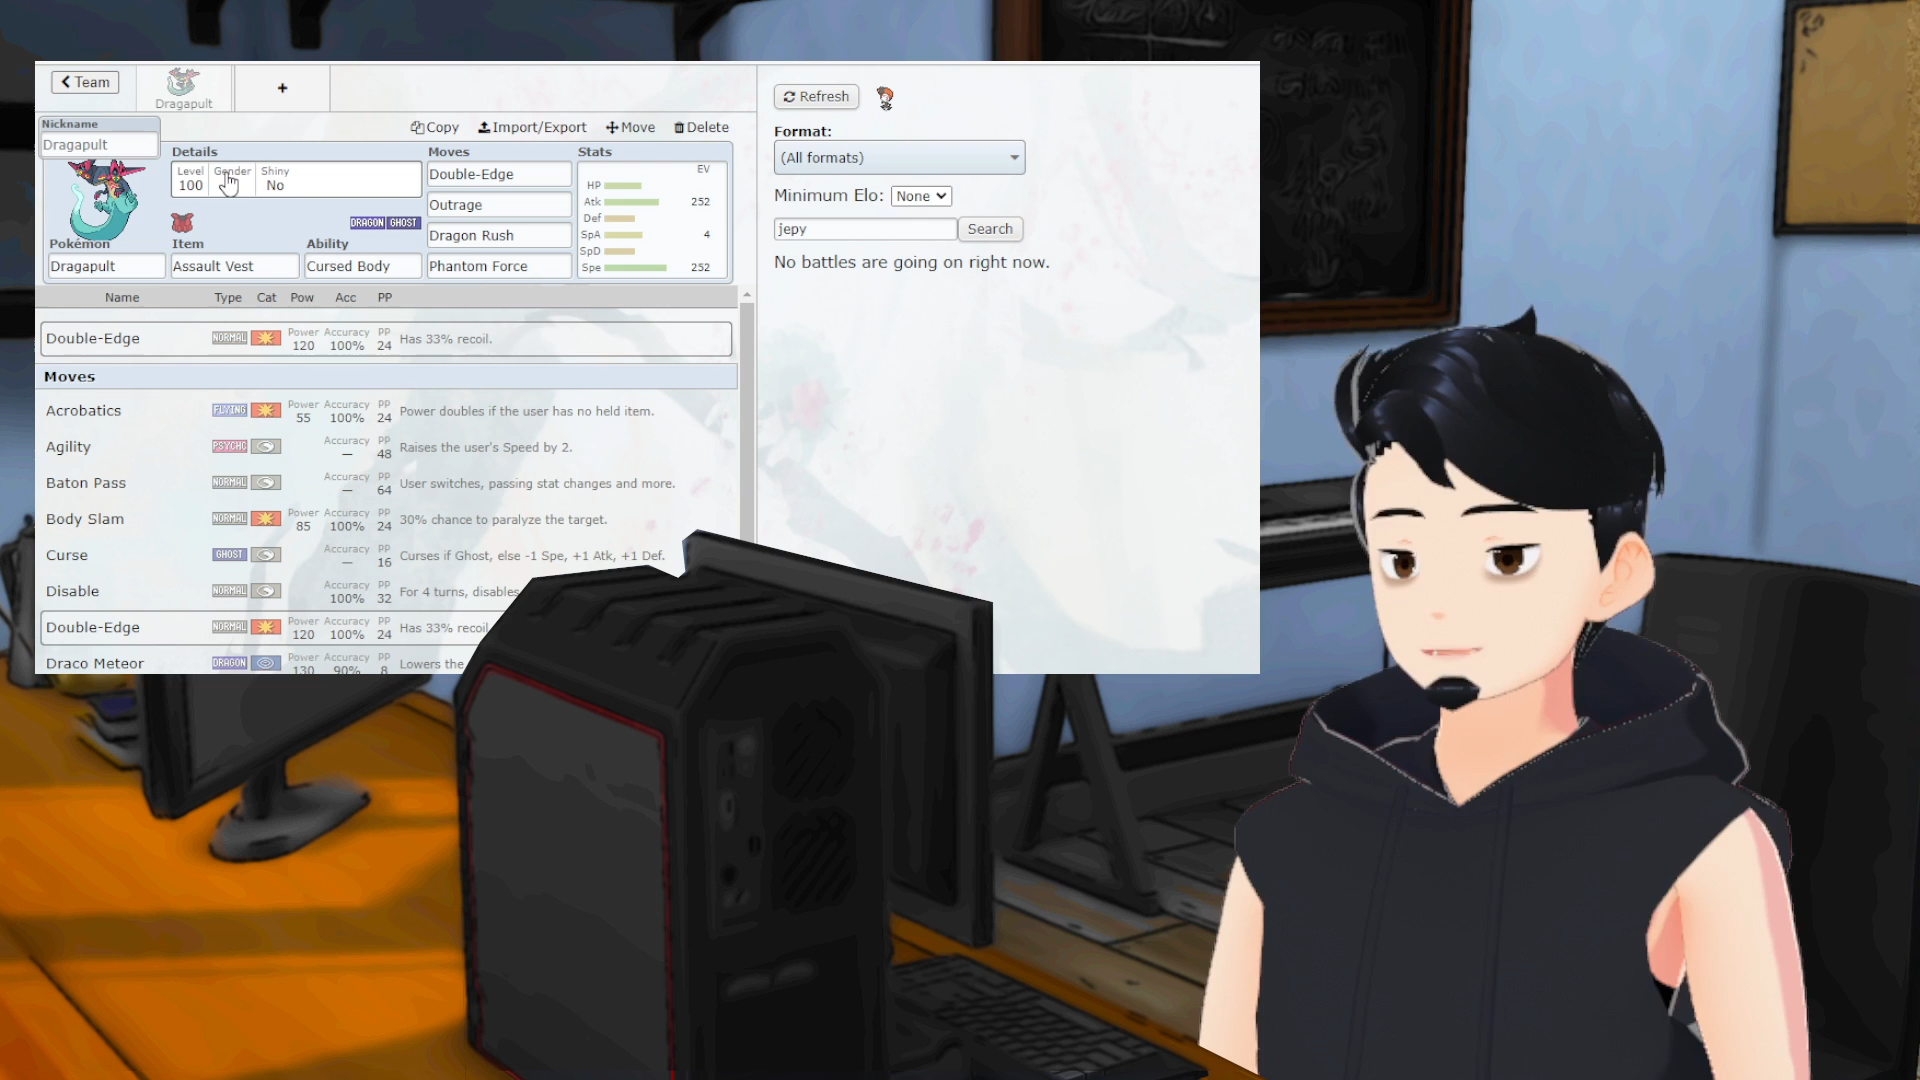 Team
Dragapult
+
Copy Import/Export Move Delete
Nickname
Dragapult
Details
Level
100
Gender
Shiny
No
DRAGON GHOST
Pokémon
Dragapult
Item
Assault Vest
Ability
Cursed Body
Moves
Double-Edge
Outrage
Dragon Rush
Phantom Force
Stats
EV
HP
Atk 252
Def
SpA 4
SpD
Spe 252
Name Type Cat Pow Acc PP
Double-Edge NORMAL Power 120 Accuracy 100% PP 24 Has 33% recoil.
Moves
Acrobatics FLYING Power 55 Accuracy 100% PP 24 Power doubles if the user has no held item.
Agility PSYCHC Accuracy — PP 48 Raises the user's Speed by 2.
Baton Pass NORMAL Accuracy — PP 64 User switches, passing stat changes and more.
Body Slam NORMAL Power 85 Accuracy 100% PP 24 30% chance to paralyze the target.
Curse GHOST Accuracy — PP 16 Curses if Ghost, else -1 Spe, +1 Atk, +1 Def.
Disable NORMAL Accuracy 100% PP 32 For 4 turns, disables
Double-Edge NORMAL Power 120 Accuracy 100% PP 24 Has 33% recoil
Draco Meteor DRAGON Power 130 Accuracy 90% PP 8 Lowers the
Refresh
Format:
(All formats)
Minimum Elo: None
jepy Search
No battles are going on right now.